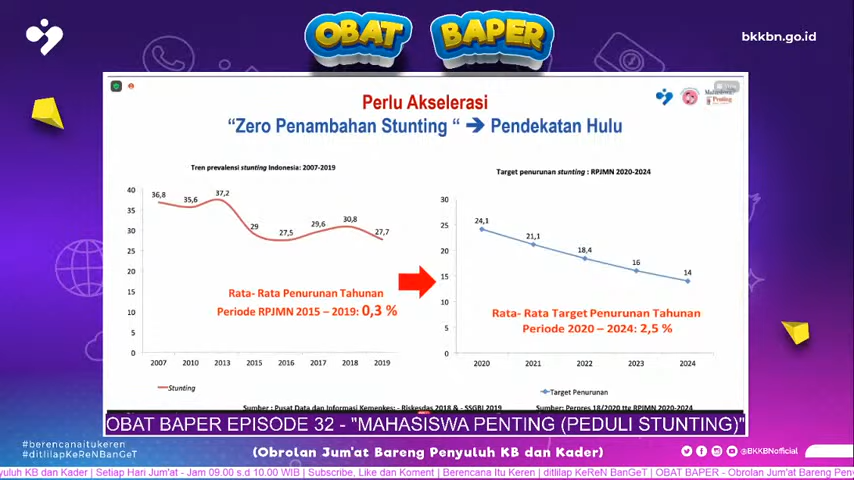 OBAT BAPER
bkkbn.go.id
Perlu Akselerasi
“Zero Penambahan Stunting “ ➔ Pendekatan Hulu
Mahasiswa
Penting
Tren prevalensi stunting Indonesia: 2007-2019
40
35
30
25
20
15
10
5
0
36,8
35,6
37,2
29
27,5
29,6
30,8
27,7
Rata- Rata Penurunan Tahunan
Periode RPJMN 2015 – 2019: 0,3 %
2007 2010 2013 2015 2016 2017 2018 2019
Stunting
Sumber : Pusat Data dan Informasi Kemenkes: - Riskesdas 2018 & - SSGBI 2019
Target penurunan stunting : RPJMN 2020-2024
30
25
20
15
10
5
0
24,1
21,1
18,4
16
14
Rata- Rata Target Penurunan Tahunan
Periode 2020 – 2024: 2,5 %
2020 2021 2022 2023 2024
Target Penurunan
Sumber: Perpres 18/2020 ttg RPJMN 2020-2024
OBAT BAPER EPISODE 32 - "MAHASISWA PENTING (PEDULI STUNTING)"
#berencanaitukeren
#ditlilapKeReNBanGeT
(Obrolan Jum'at Bareng Penyuluh KB dan Kader)
@BKKBNofficial
yuluh KB dan Kader | Setiap Hari Jum'at - Jam 09.00 s.d 10.00 WIB | Subscribe, Like dan Koment | Berencana Itu Keren | ditlilap KeReN BanGeT | OBAT BAPER - Obrolan Jum'at Bareng Peny